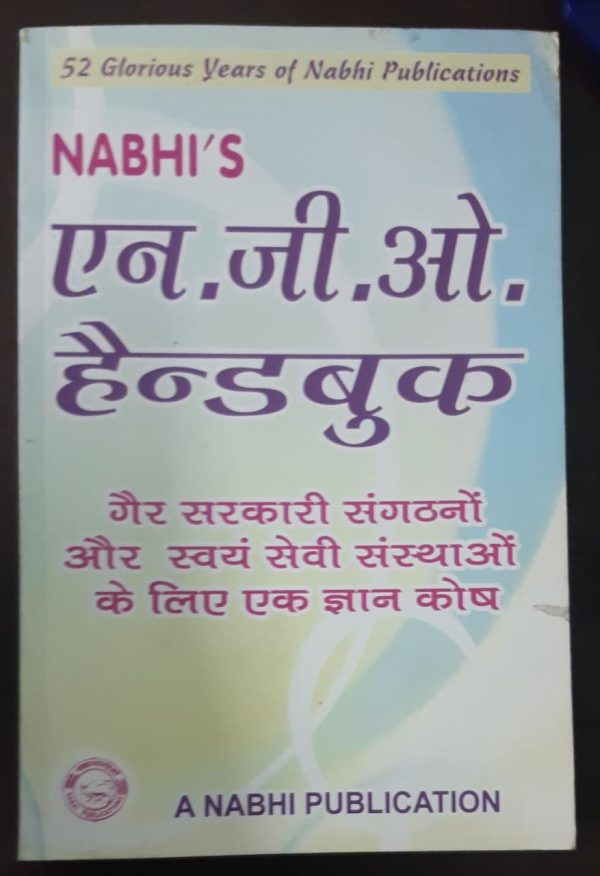 52 Glorious Years of Nabhi Publications
NABHI'S
एन.जी.ओ.
हैन्डबुक
गैर सरकारी संगठनों
और स्वयं सेवी संस्थाओं
के लिए एक ज्ञान कोष
A NABHI PUBLICATION